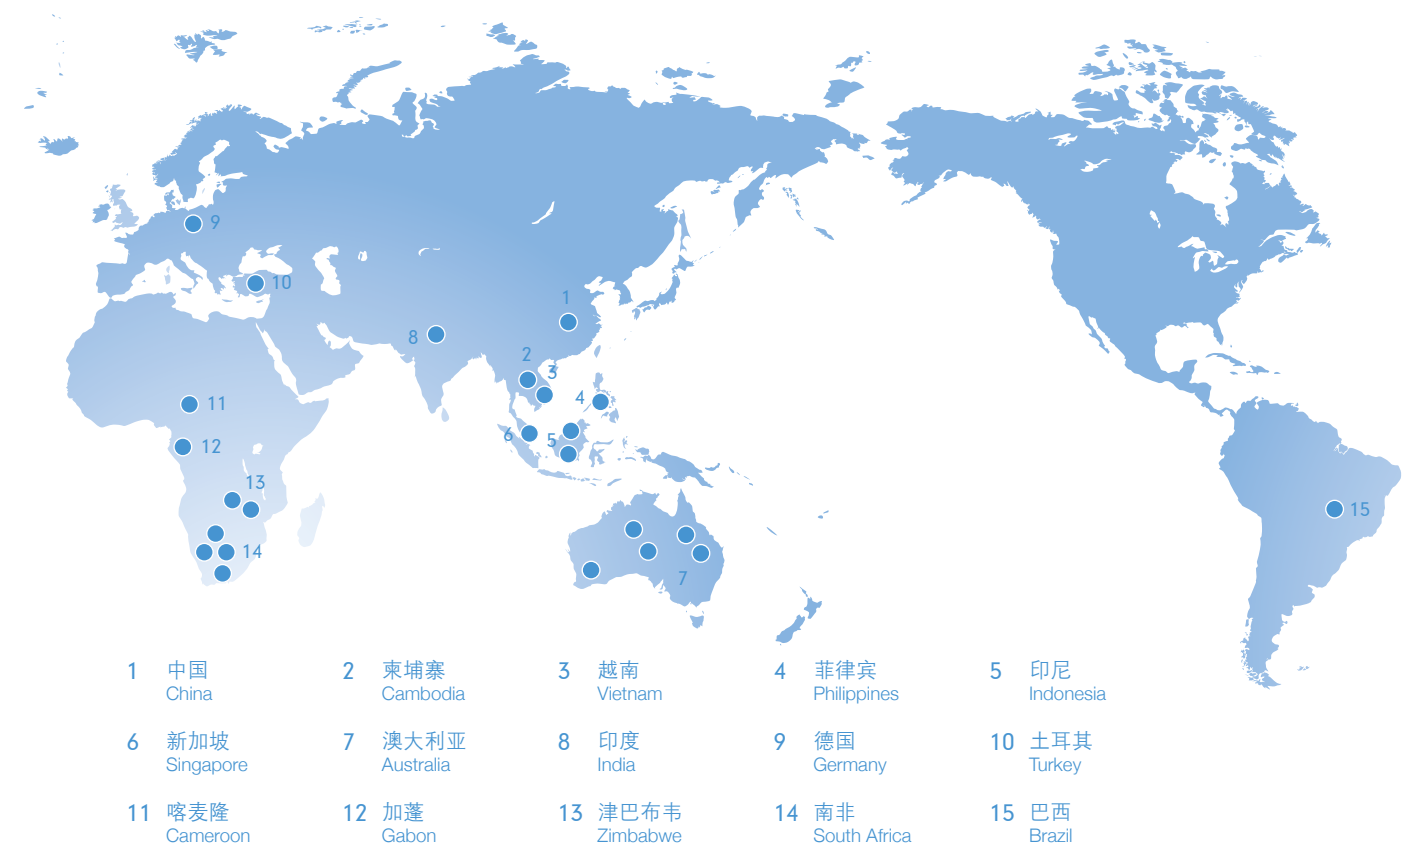 9
10
1
8
2
3
4
11
6
5
12
13
15
14
7
1 中国
China
2 柬埔寨
Cambodia
3 越南
Vietnam
4 菲律宾
Philippines
5 印尼
Indonesia
6 新加坡
Singapore
7 澳大利亚
Australia
8 印度
India
9 德国
Germany
10 土耳其
Turkey
11 喀麦隆
Cameroon
12 加蓬
Gabon
13 津巴布韦
Zimbabwe
14 南非
South Africa
15 巴西
Brazil